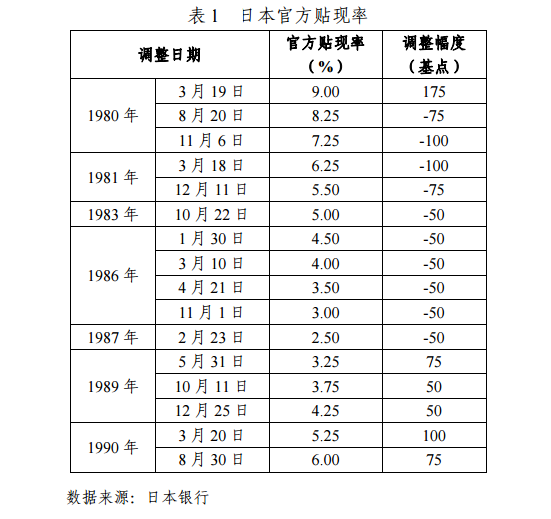 表 1 日本官方贴现率
调整日期 官方贴现率（%） 调整幅度（基点）
1980 年 3 月 19 日 9.00 175
8 月 20 日 8.25 -75
11 月 6 日 7.25 -100
1981 年 3 月 18 日 6.25 -100
12 月 11 日 5.50 -75
1983 年 10 月 22 日 5.00 -50
1986 年 1 月 30 日 4.50 -50
3 月 10 日 4.00 -50
4 月 21 日 3.50 -50
11 月 1 日 3.00 -50
1987 年 2 月 23 日 2.50 -50
1989 年 5 月 31 日 3.25 75
10 月 11 日 3.75 50
12 月 25 日 4.25 50
1990 年 3 月 20 日 5.25 100
8 月 30 日 6.00 75
数据来源：日本银行